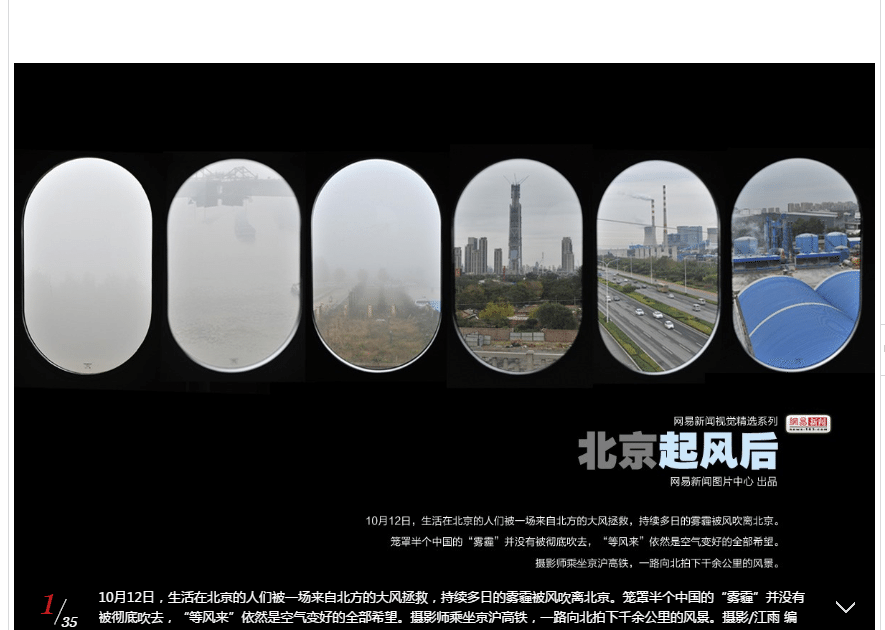 网易新闻视觉精选系列
网易 新闻
news.163.com
北京起风后
网易新闻图片中心 出品
10月12日，生活在北京的人们被一场来自北方的大风拯救，持续多日的雾霾被风吹离北京。
笼罩半个中国的“雾霾”并没有被彻底吹去，“等风来”依然是空气变好的全部希望。
摄影师乘坐京沪高铁，一路向北拍下千余公里的风景。
1/35
10月12日，生活在北京的人们被一场来自北方的大风拯救，持续多日的雾霾被风吹离北京。笼罩半个中国的“雾霾”并没有
被彻底吹去，“等风来”依然是空气变好的全部希望。摄影师乘坐京沪高铁，一路向北拍下千余公里的风景。摄影/江雨 编